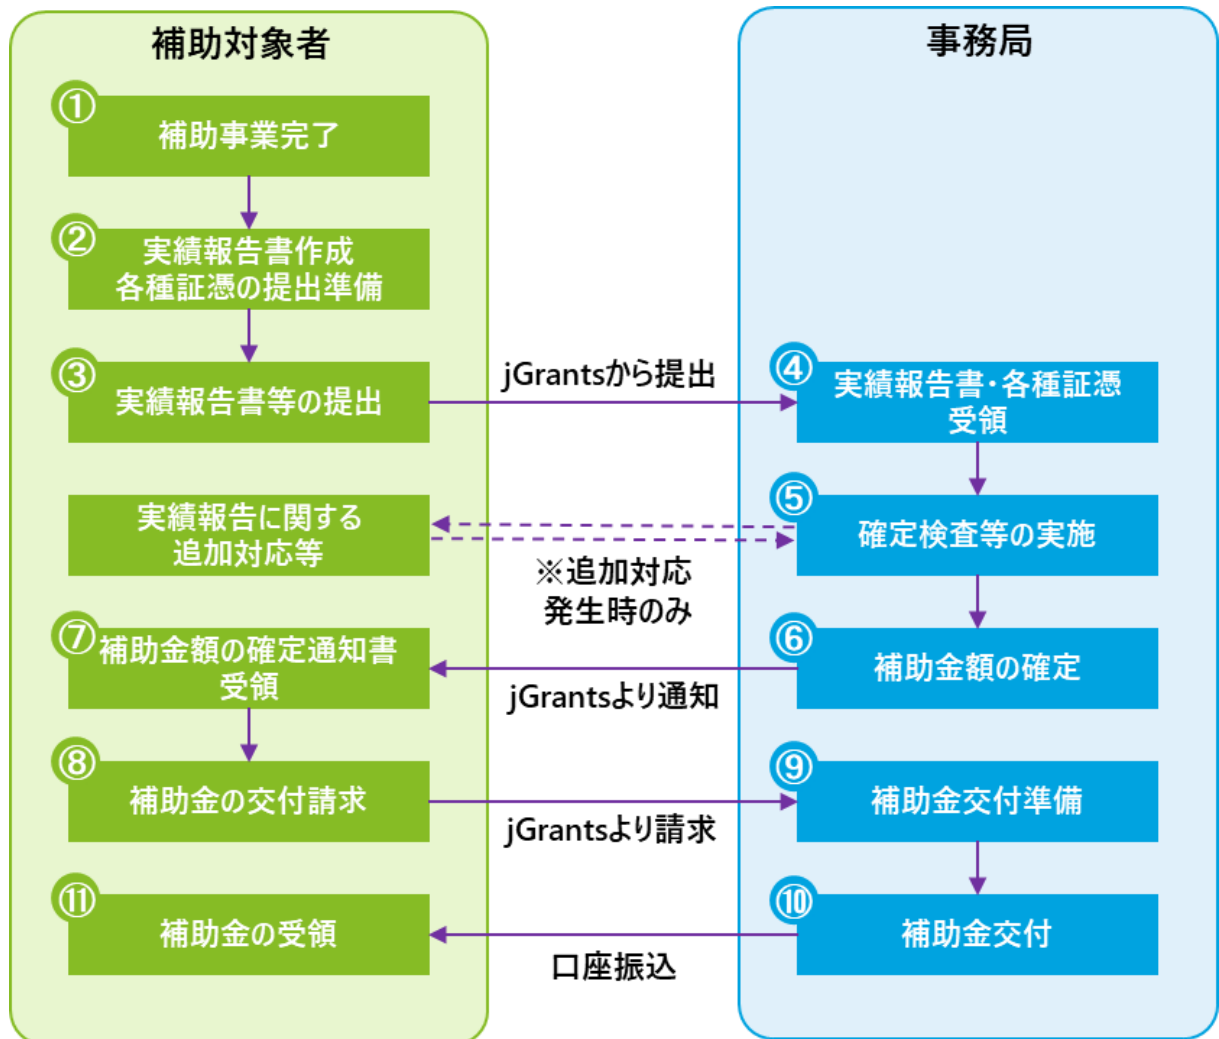 補助対象者
事務局
①
補助事業完了
②
実績報告書作成
各種証憑の提出準備
③
実績報告書等の提出
jGrantsから提出
④
実績報告書・各種証憑
受領
実績報告に関する
追加対応等
※追加対応
発生時のみ
⑤
確定検査等の実施
⑥
補助金額の確定
⑦
補助金額の確定通知書
受領
jGrantsより通知
⑧
補助金の交付請求
jGrantsより請求
⑨
補助金交付準備
⑩
補助金交付
⑪
補助金の受領
口座振込